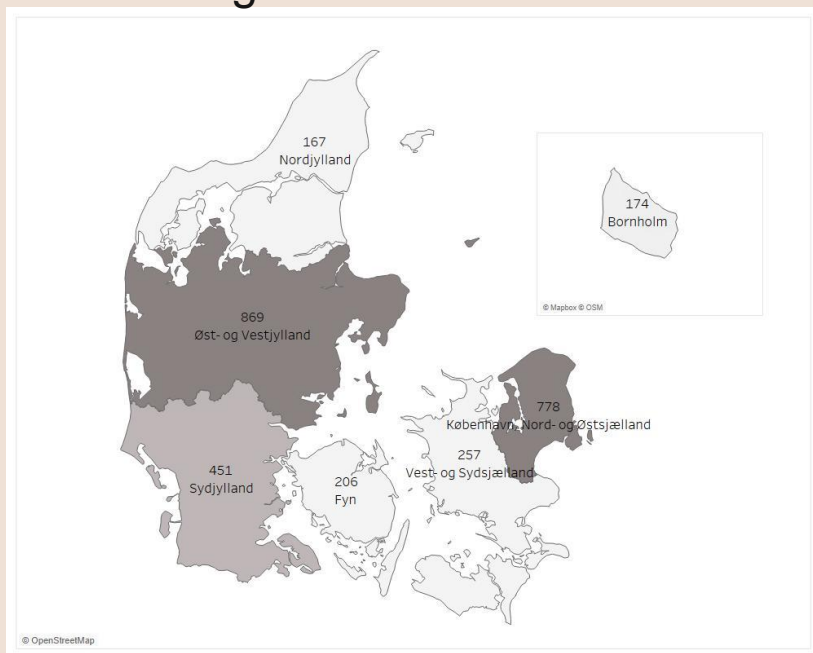 167
Nordjylland
174
Bornholm
© Mapbox © OSM
869
Øst- og Vestjylland
778
København, Nord- og Østsjælland
257
Vest- og Sydsjælland
451
Sydjylland
206
Fyn
© OpenStreetMap